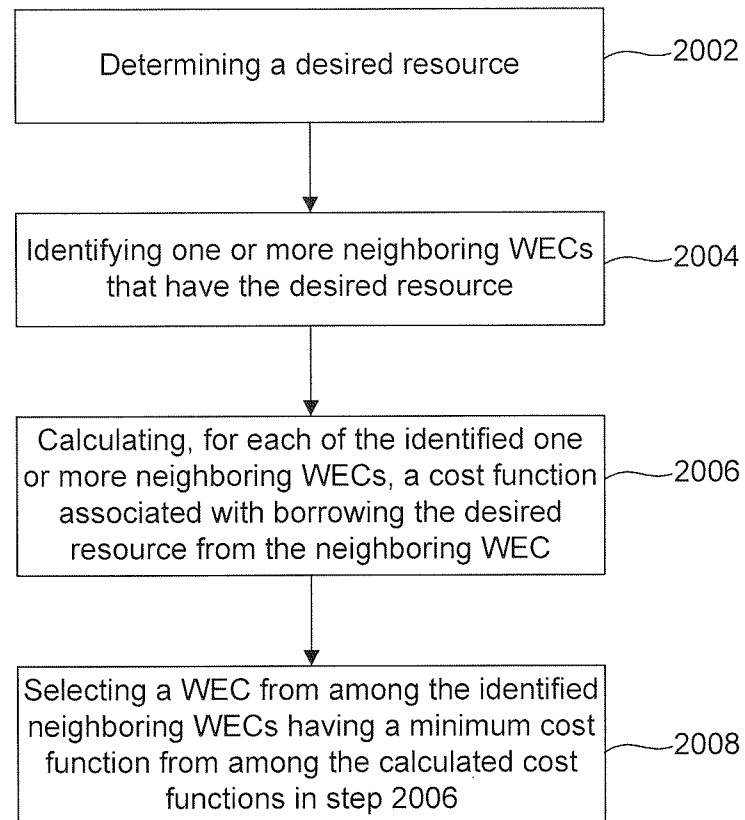 Determining a desired resource
2002
Identifying one or more neighboring WECs
that have the desired resource
2004
Calculating, for each of the identified one
or more neighboring WECs, a cost function
associated with borrowing the desired
resource from the neighboring WEC
2006
Selecting a WEC from among the identified
neighboring WECs having a minimum cost
function from among the calculated cost
functions in step 2006
2008